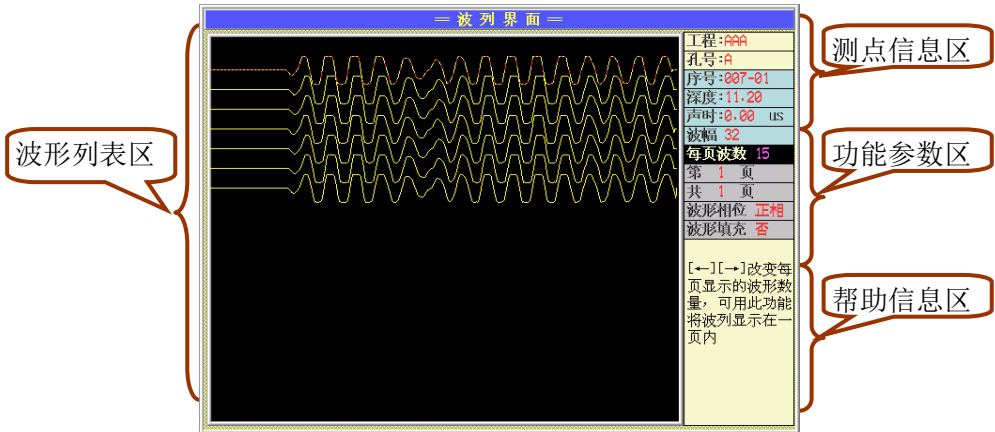 ＝波列界面＝
波形列表区
工程:AAA
孔号:A
序号:007-01
深度:11.20
声时:0.00 us
波幅 32
每页波数 15
第 1 页
共 1 页
波形相位 正相
波形填充 否
[←][→]改变每
页显示的波形数
量，可用此功能
将波列显示在一
页内
测点信息区
功能参数区
帮助信息区